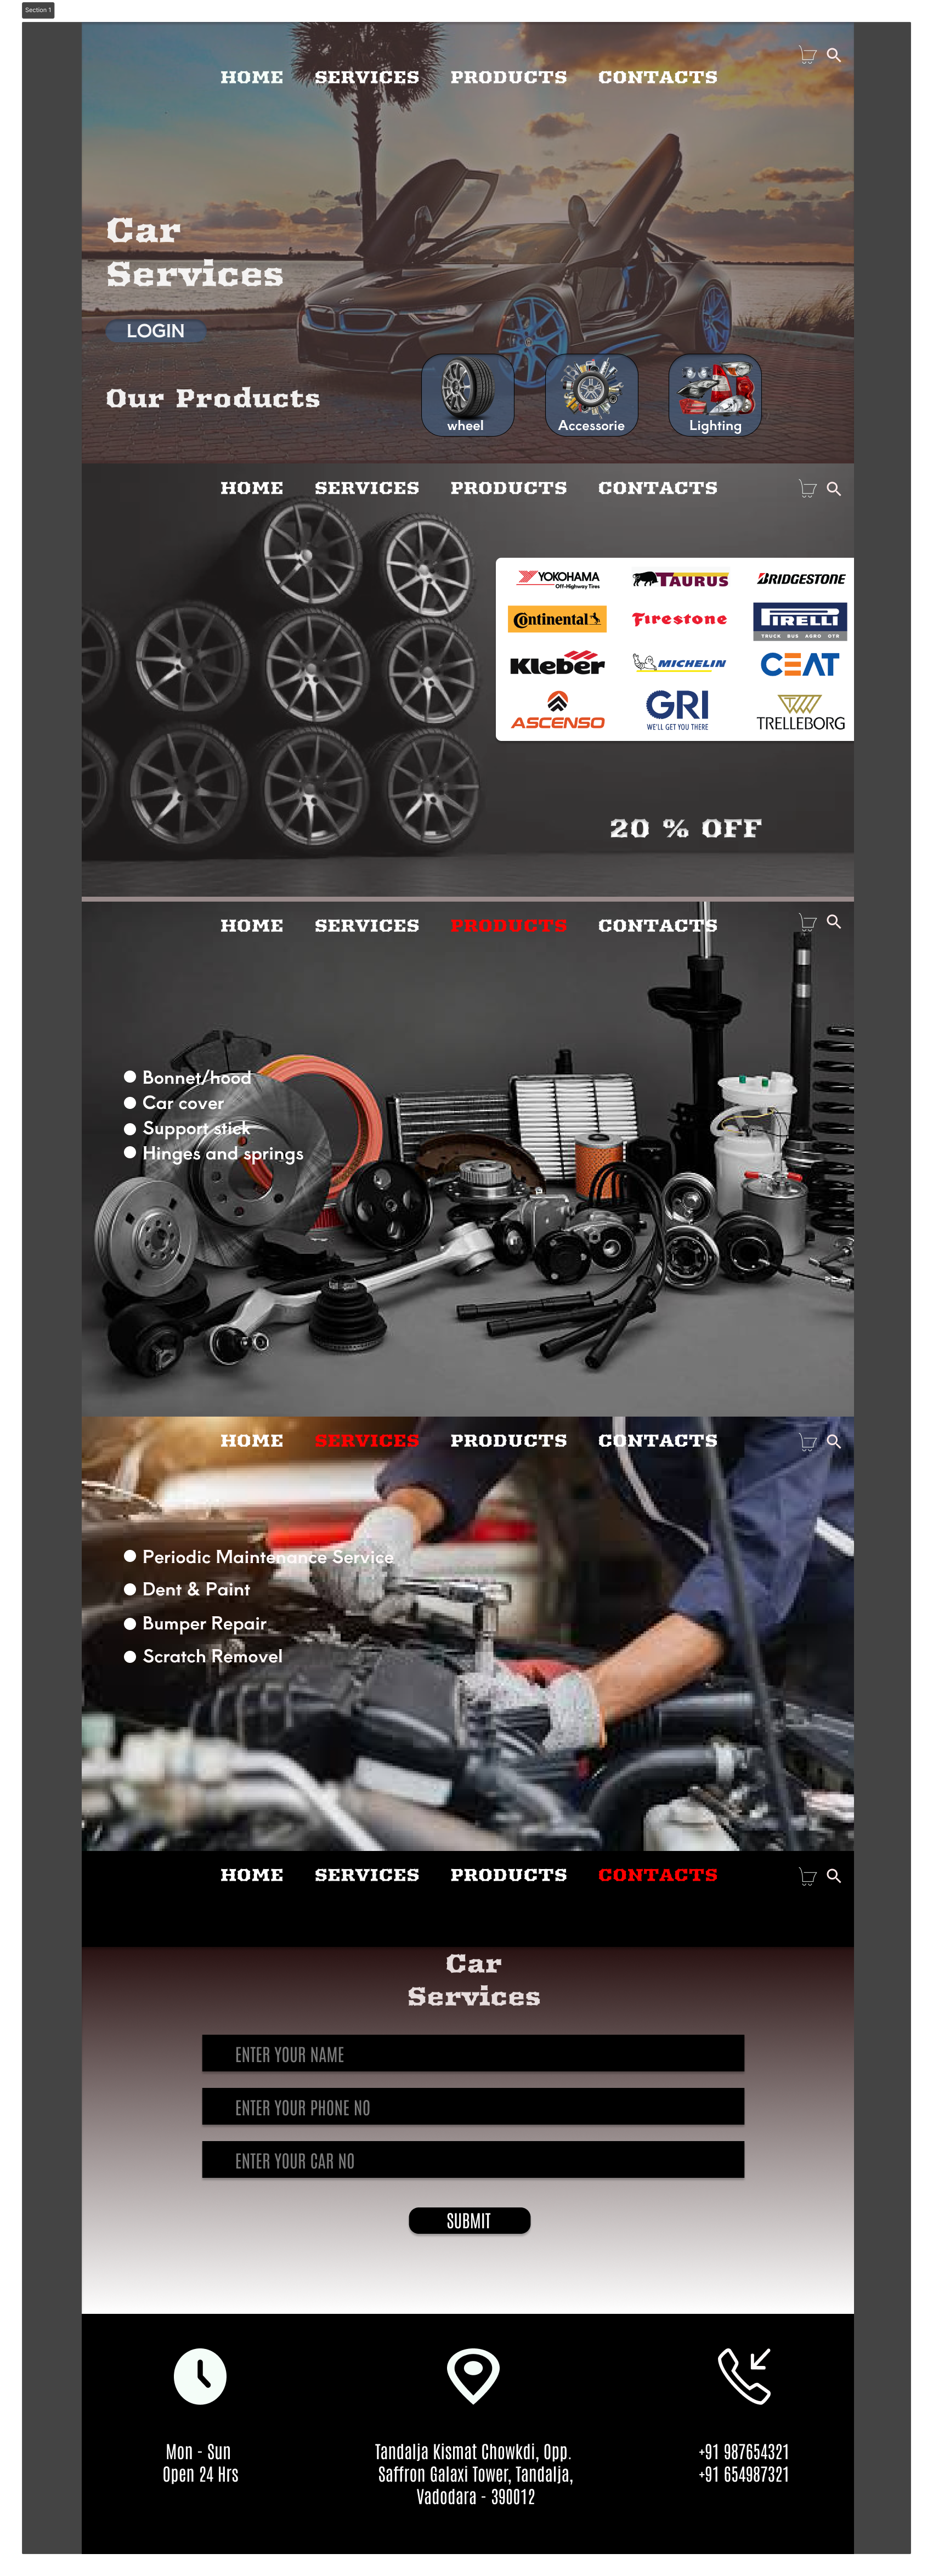 Section 1
HOME SERVICES PRODUCTS CONTACTS
Car
Services
LOGIN
Our Products
wheel
Accessorie
Lighting
HOME SERVICES PRODUCTS CONTACTS
YOKOHAMA
Off-Highway Tires
TAURUS
BRIDGESTONE
Continental
Firestone
PIRELLI
TRUCK BUS AGRO OTR
Kleber
MICHELIN
CEAT
ASCENSO
GRI
WE'LL GET YOU THERE
TRELLEBORG
20 % OFF
HOME SERVICES PRODUCTS CONTACTS
Bonnet/hood
Car cover
Support stick
Hinges and springs
HOME SERVICES PRODUCTS CONTACTS
Periodic Maintenance Service
Dent & Paint
Bumper Repair
Scratch Removel
HOME SERVICES PRODUCTS CONTACTS
Car
Services
ENTER YOUR NAME
ENTER YOUR PHONE NO
ENTER YOUR CAR NO
SUBMIT
Mon - Sun
Open 24 Hrs
Tandalja Kismat Chowkdi, Opp.
Saffron Galaxi Tower, Tandalja,
Vadodara - 390012
+91 987654321
+91 654987321